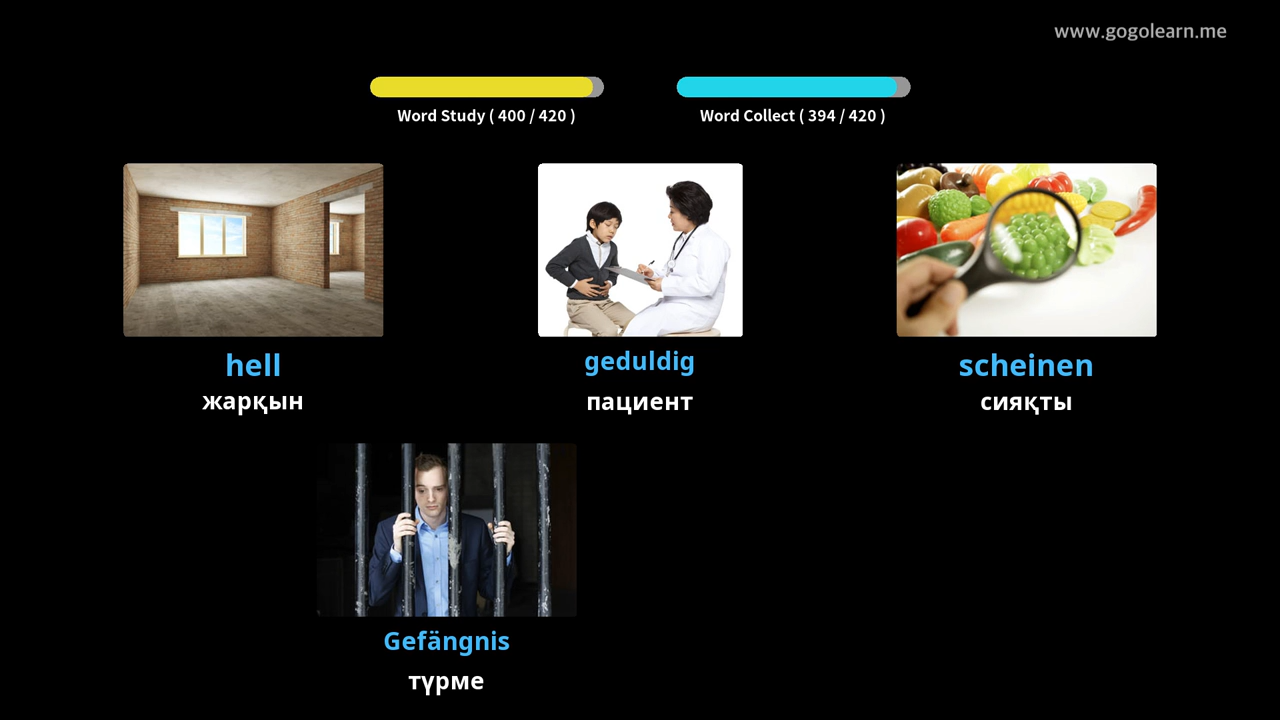 www.gogolearn.me
Word Study ( 400 / 420 )
Word Collect ( 394 / 420 )
hell
жарқын
geduldig
пациент
scheinen
сияқты
Gefängnis
түрме